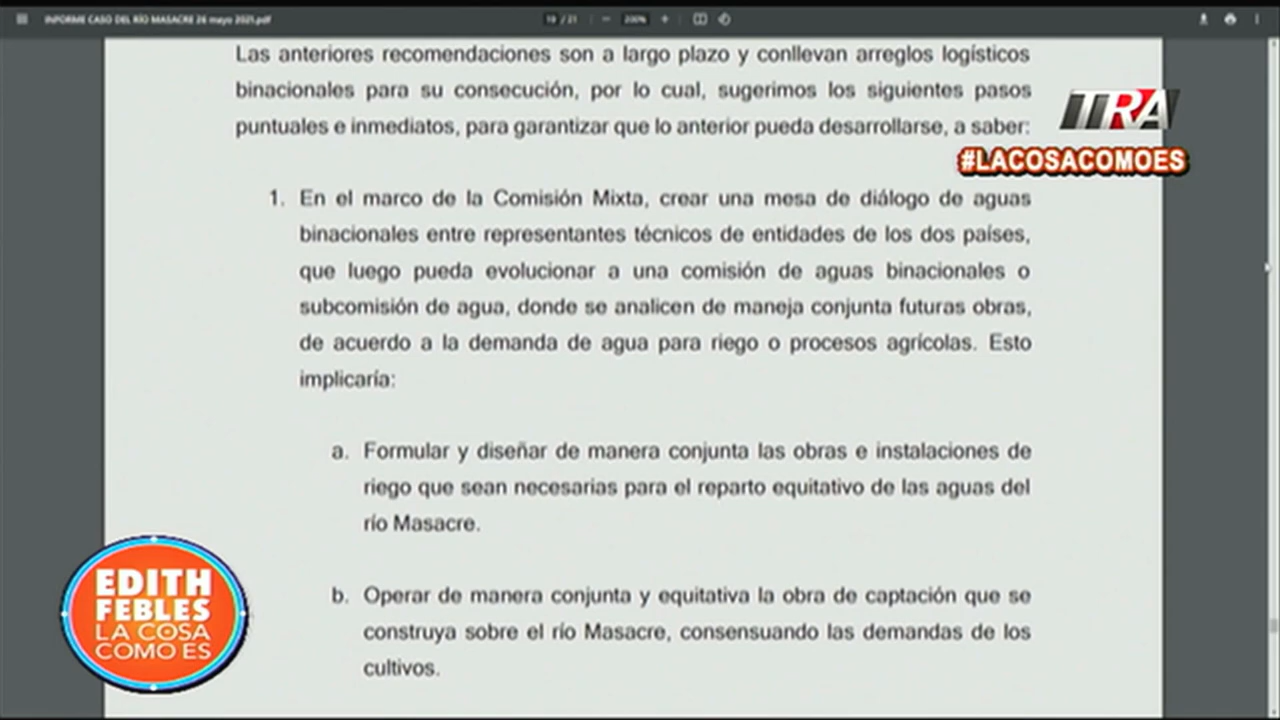 INFORME CASO DEL RÍO MASACRE 26 mayo 2021.pdf
19 / 21
200%
Las anteriores recomendaciones son a largo plazo y conllevan arreglos logísticos
binacionales para su consecución, por lo cual, sugerimos los siguientes pasos
puntuales e inmediatos, para garantizar que lo anterior pueda desarrollarse, a saber:
TRA
#LACOSACOMOES
1. En el marco de la Comisión Mixta, crear una mesa de diálogo de aguas
binacionales entre representantes técnicos de entidades de los dos países,
que luego pueda evolucionar a una comisión de aguas binacionales o
subcomisión de agua, donde se analicen de maneja conjunta futuras obras,
de acuerdo a la demanda de agua para riego o procesos agrícolas. Esto
implicaría:
a. Formular y diseñar de manera conjunta las obras e instalaciones de
riego que sean necesarias para el reparto equitativo de las aguas del
río Masacre.
b. Operar de manera conjunta y equitativa la obra de captación que se
construya sobre el río Masacre, consensuando las demandas de los
cultivos.
EDITH
FEBLES
LA COSA
COMO ES